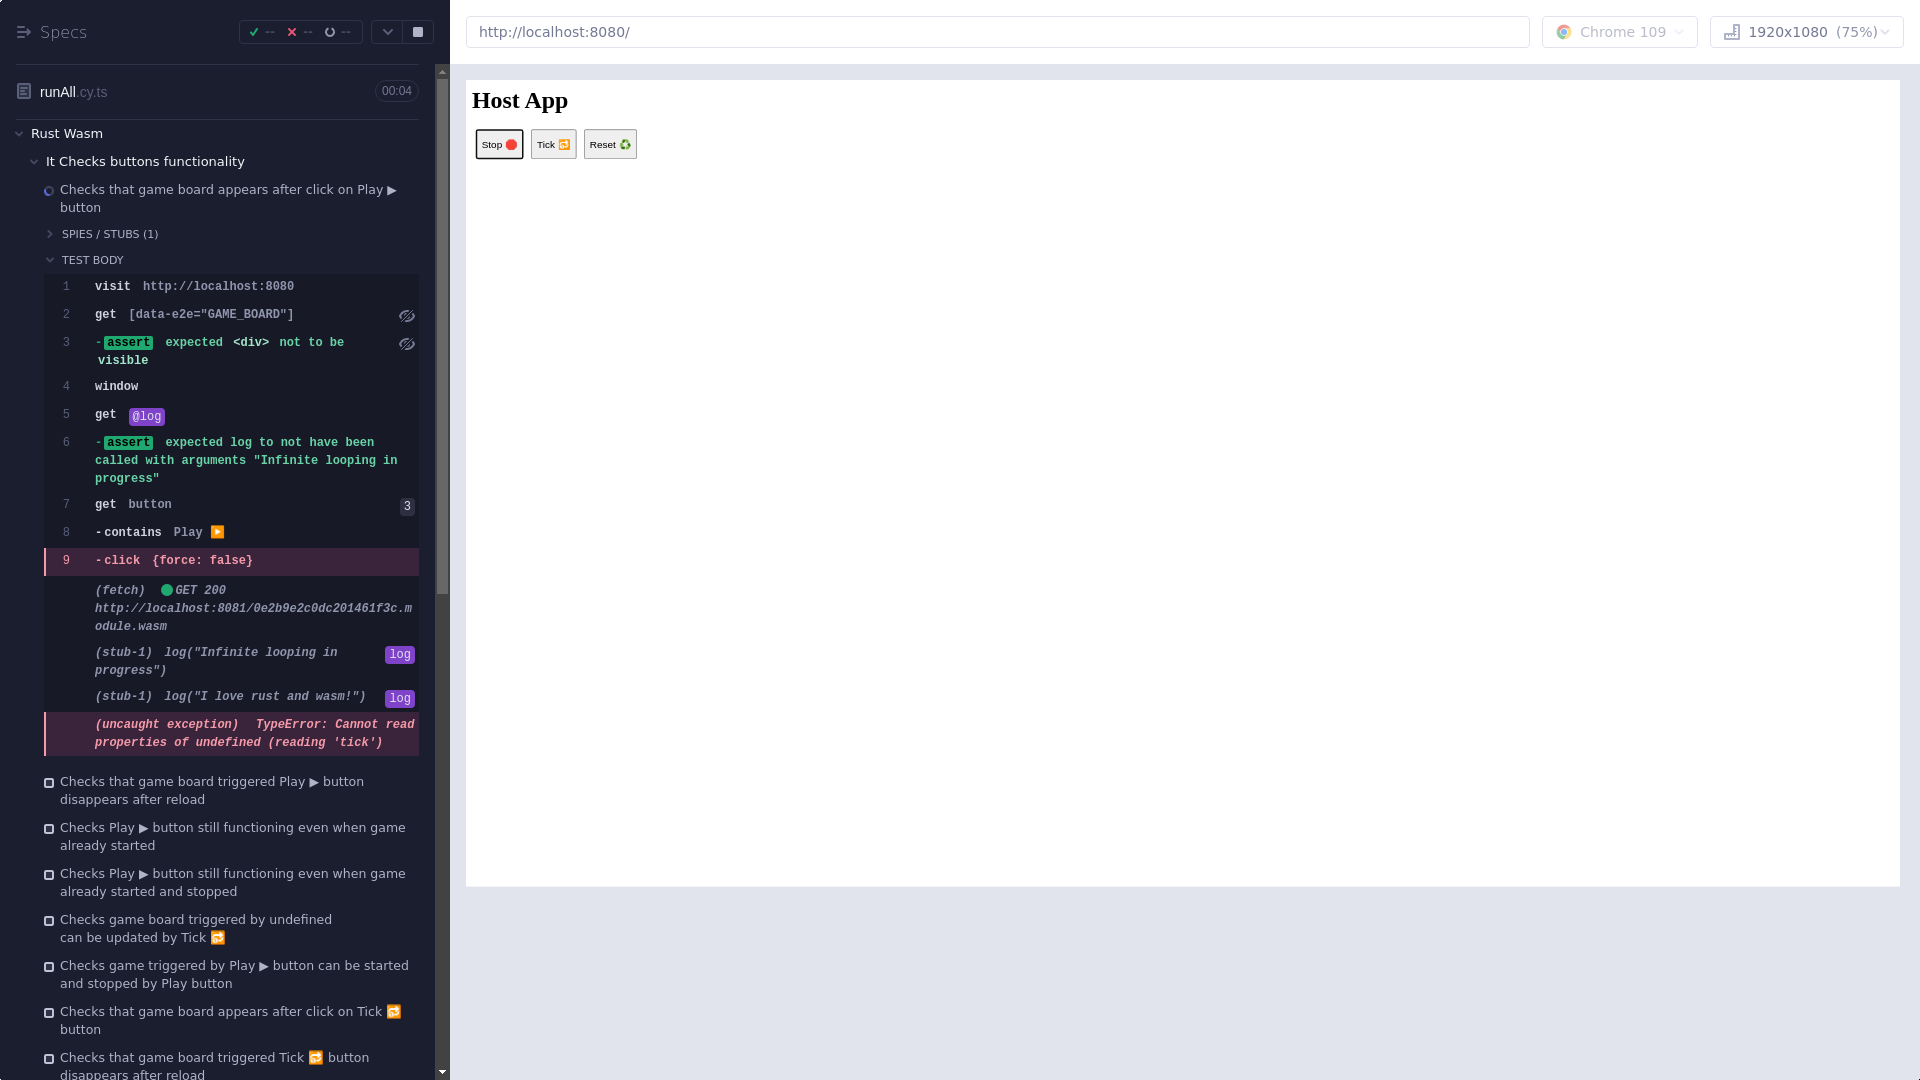 Specs
-- -- --
runAll.cy.ts 00:04
Rust Wasm
It Checks buttons functionality
Checks that game board appears after click on Play ▶
button
SPIES / STUBS (1)
TEST BODY
1 visit http://localhost:8080
2 get [data-e2e="GAME_BOARD"]
3 -assert expected <div> not to be
visible
4 window
5 get @log
6 -assert expected log to not have been
called with arguments "Infinite looping in
progress"
7 get button 3
8 -contains Play ▶️
9 -click {force: false}
(fetch) GET 200
http://localhost:8081/0e2b9e2c0dc201461f3c.m
odule.wasm
(stub-1) log("Infinite looping in log
progress")
(stub-1) log("I love rust and wasm!") log
(uncaught exception) TypeError: Cannot read
properties of undefined (reading 'tick')
Checks that game board triggered Play ▶ button
disappears after reload
Checks Play ▶ button still functioning even when game
already started
Checks Play ▶ button still functioning even when game
already started and stopped
Checks game board triggered by undefined
can be updated by Tick 🔁
Checks game triggered by Play ▶ button can be started
and stopped by Play button
Checks that game board appears after click on Tick 🔁
button
Checks that game board triggered Tick 🔁 button
disappears after reload
http://localhost:8080/
Chrome 109
1920x1080 (75%)
Host App
Stop 🛑 Tick 🔁 Reset ♻️